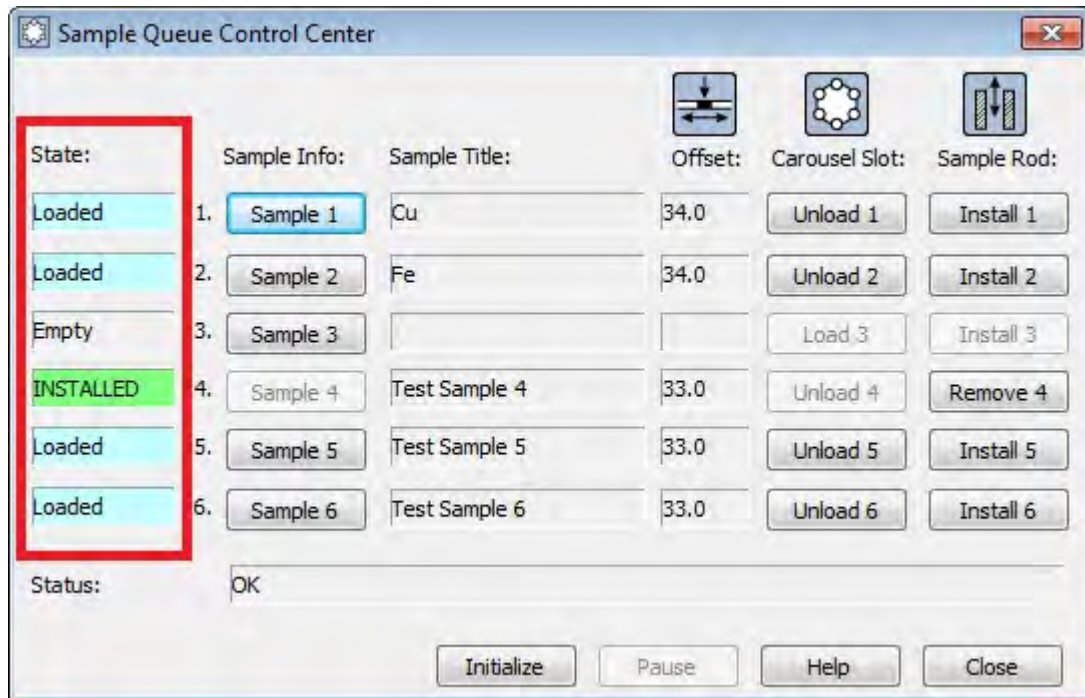 Sample Queue Control Center
State: Sample Info: Sample Title: Offset: Carousel Slot: Sample Rod:
Loaded 1. Sample 1 Cu 34.0 Unload 1 Install 1
Loaded 2. Sample 2 Fe 34.0 Unload 2 Install 2
Empty 3. Sample 3 Load 3 Install 3
INSTALLED 4. Sample 4 Test Sample 4 33.0 Unload 4 Remove 4
Loaded 5. Sample 5 Test Sample 5 33.0 Unload 5 Install 5
Loaded 6. Sample 6 Test Sample 6 33.0 Unload 6 Install 6
Status: OK
Initialize Pause Help Close